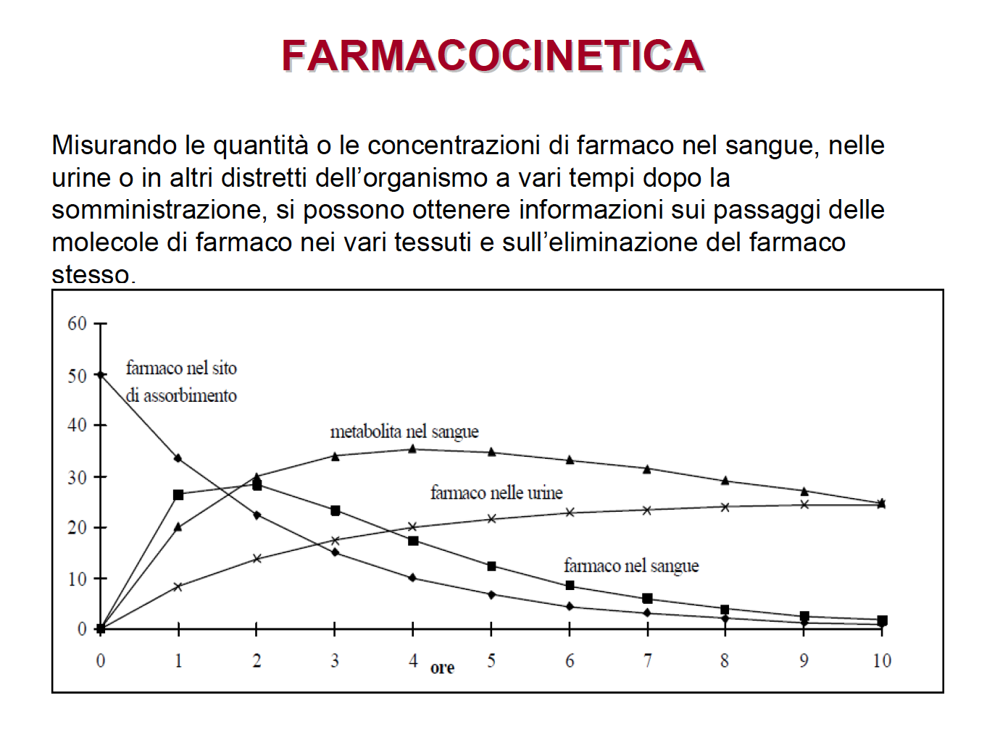 FARMACOCINETICA
Misurando le quantità o le concentrazioni di farmaco nel sangue, nelle
urine o in altri distretti dell’organismo a vari tempi dopo la
somministrazione, si possono ottenere informazioni sui passaggi delle
molecole di farmaco nei vari tessuti e sull’eliminazione del farmaco
stesso.
60
50
40
30
20
10
0
farmaco nel sito
di assorbimento
metabolita nel sangue
farmaco nelle urine
farmaco nel sangue
0 1 2 3 4 5 6 7 8 9 10
ore